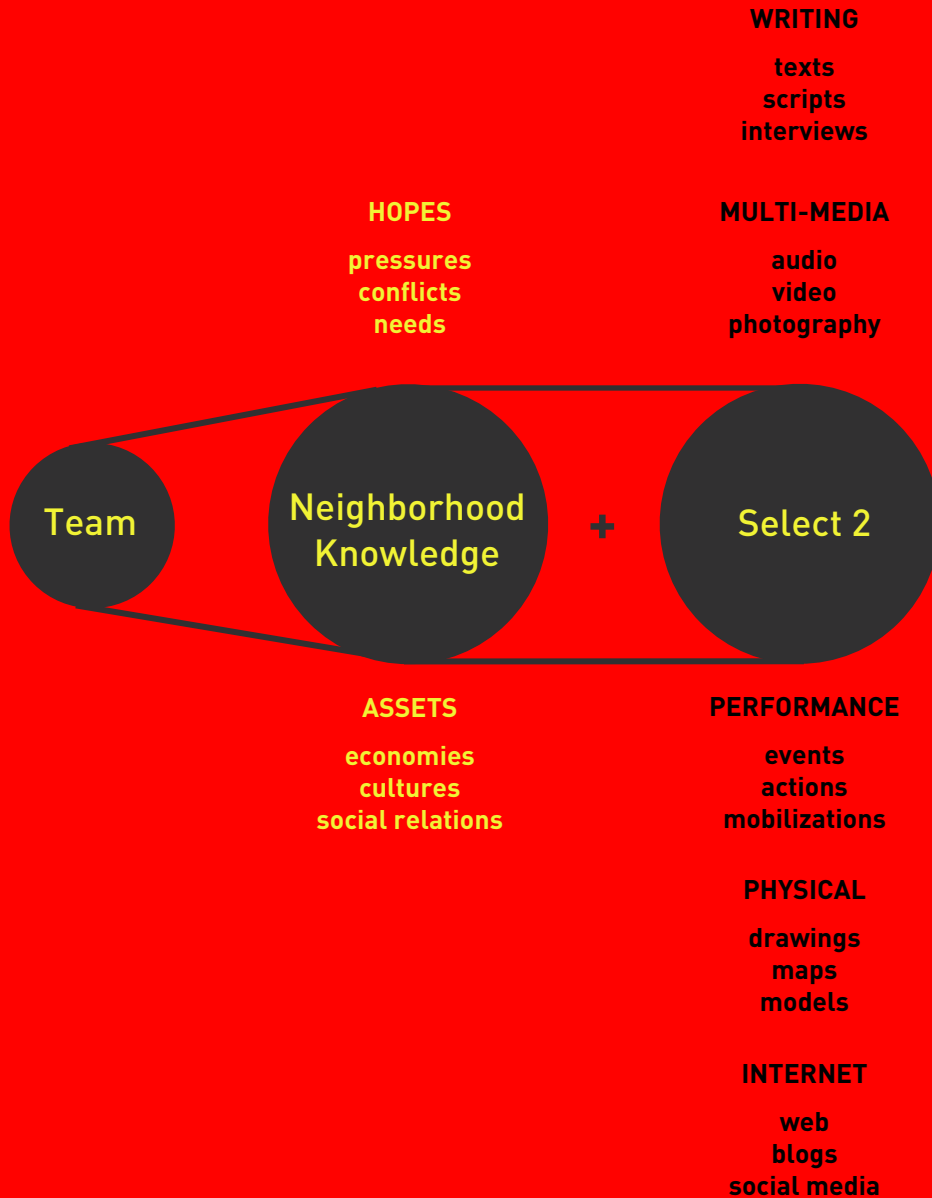 WRITING
texts
scripts
interviews
HOPES
pressures
conflicts
needs
MULTI-MEDIA
audio
video
photography
Team
Neighborhood
Knowledge
+
Select 2
ASSETS
economies
cultures
social relations
PERFORMANCE
events
actions
mobilizations
PHYSICAL
drawings
maps
models
INTERNET
web
blogs
social media